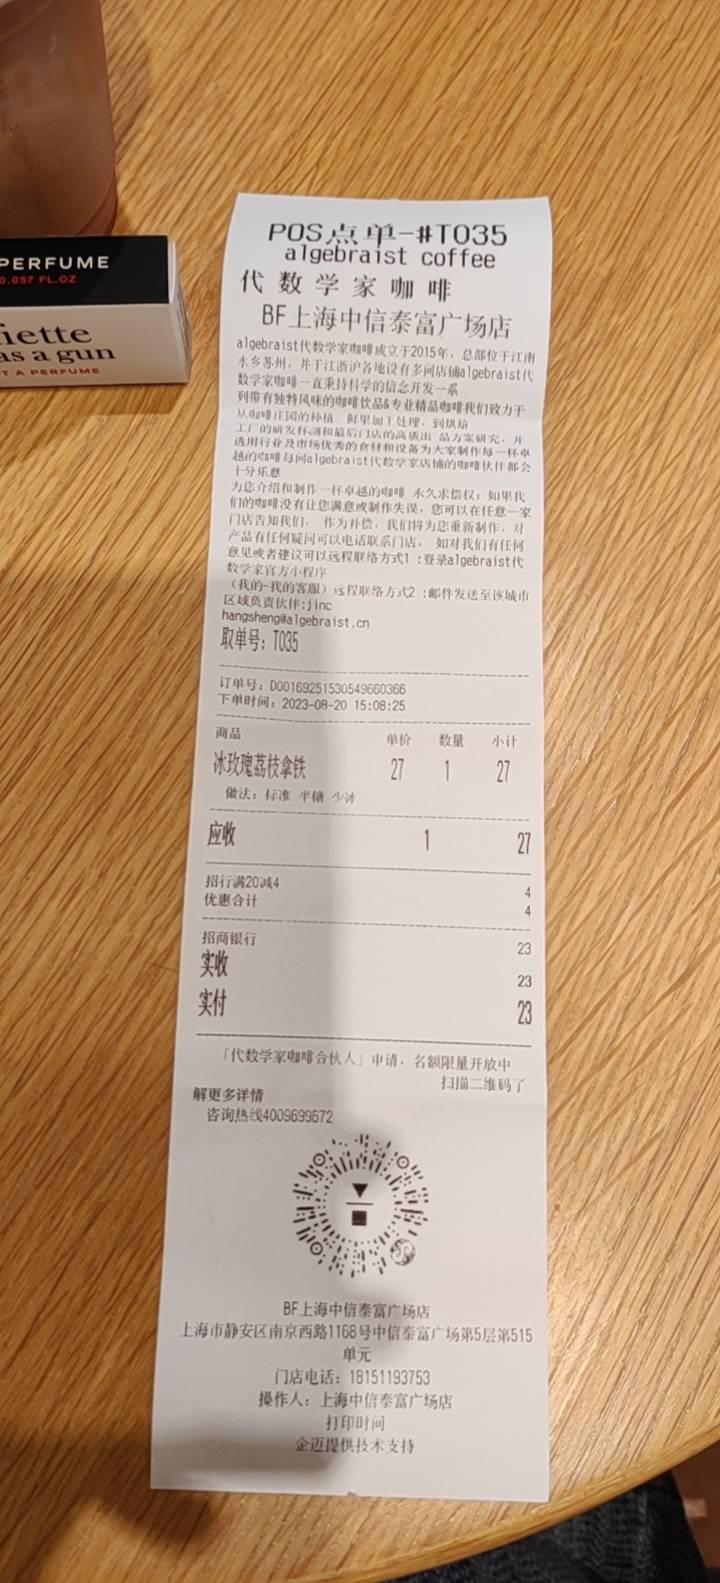 PERFUME
0.057 FL.OZ
iette
as a gun
T A PERFUME
POS点单-#T035
algebraist coffee
代数学家咖啡
BF上海中信泰富广场店
algebraist代数学家咖啡成立于2015年，总部位于江南
水乡苏州，并于江浙沪各地设有多间店铺algebraist代
数学家咖啡一直秉持科学的信念开发一系
列带有独特风味的咖啡饮品&专业精品咖啡我们致力于
从咖啡庄园的种植、鲜果加工处理，到烘焙
工厂的研发杯测和最后门店的高质出 品方案研究，并
选用行业及市场优秀的食材和设备为大家制作每一杯卓
越的咖啡每间algebraist代数学家店铺的咖啡伙伴都会
十分乐意
为您介绍和制作一杯卓越的咖啡 永久求偿权：如果我
们的咖啡没有让您满意或制作失误，您可以在任意一家
门店告知我们， 作为补偿，我们将为您重新制作，对
产品有任何疑问可以电话联系门店， 如对我们有任何
意见或者建议可以远程联络方式1 :登录algebraist代
数学家官方小程序
（我的-我的客服）远程联络方式2 :邮件发送至该城市
区域负责伙伴:jinc
hangsheng@algebraist.cn
取单号: T035
订单号: D00169251530549660366
下单时间: 2023-08-20 15:08:25
商品 单价 数量 小计
冰玫瑰荔枝拿铁 27 1 27
做法: 标准 半糖 少冰
应收 1 27
招行满20减4 4
优惠合计 4
招商银行 23
实收 23
实付 23
「代数学家咖啡合伙人」申请，名额限量开放中
扫描二维码了
解更多详情
咨询热线4009699672
BF上海中信泰富广场店
上海市静安区南京西路1168号中信泰富广场第5层第515
单元
门店电话: 18151193753
操作人: 上海中信泰富广场店
打印时间
企迈提供技术支持